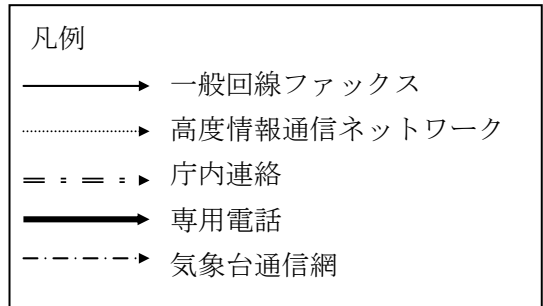 凡例
一般回線ファックス
高度情報通信ネットワーク
庁内連絡
専用電話
気象台通信網